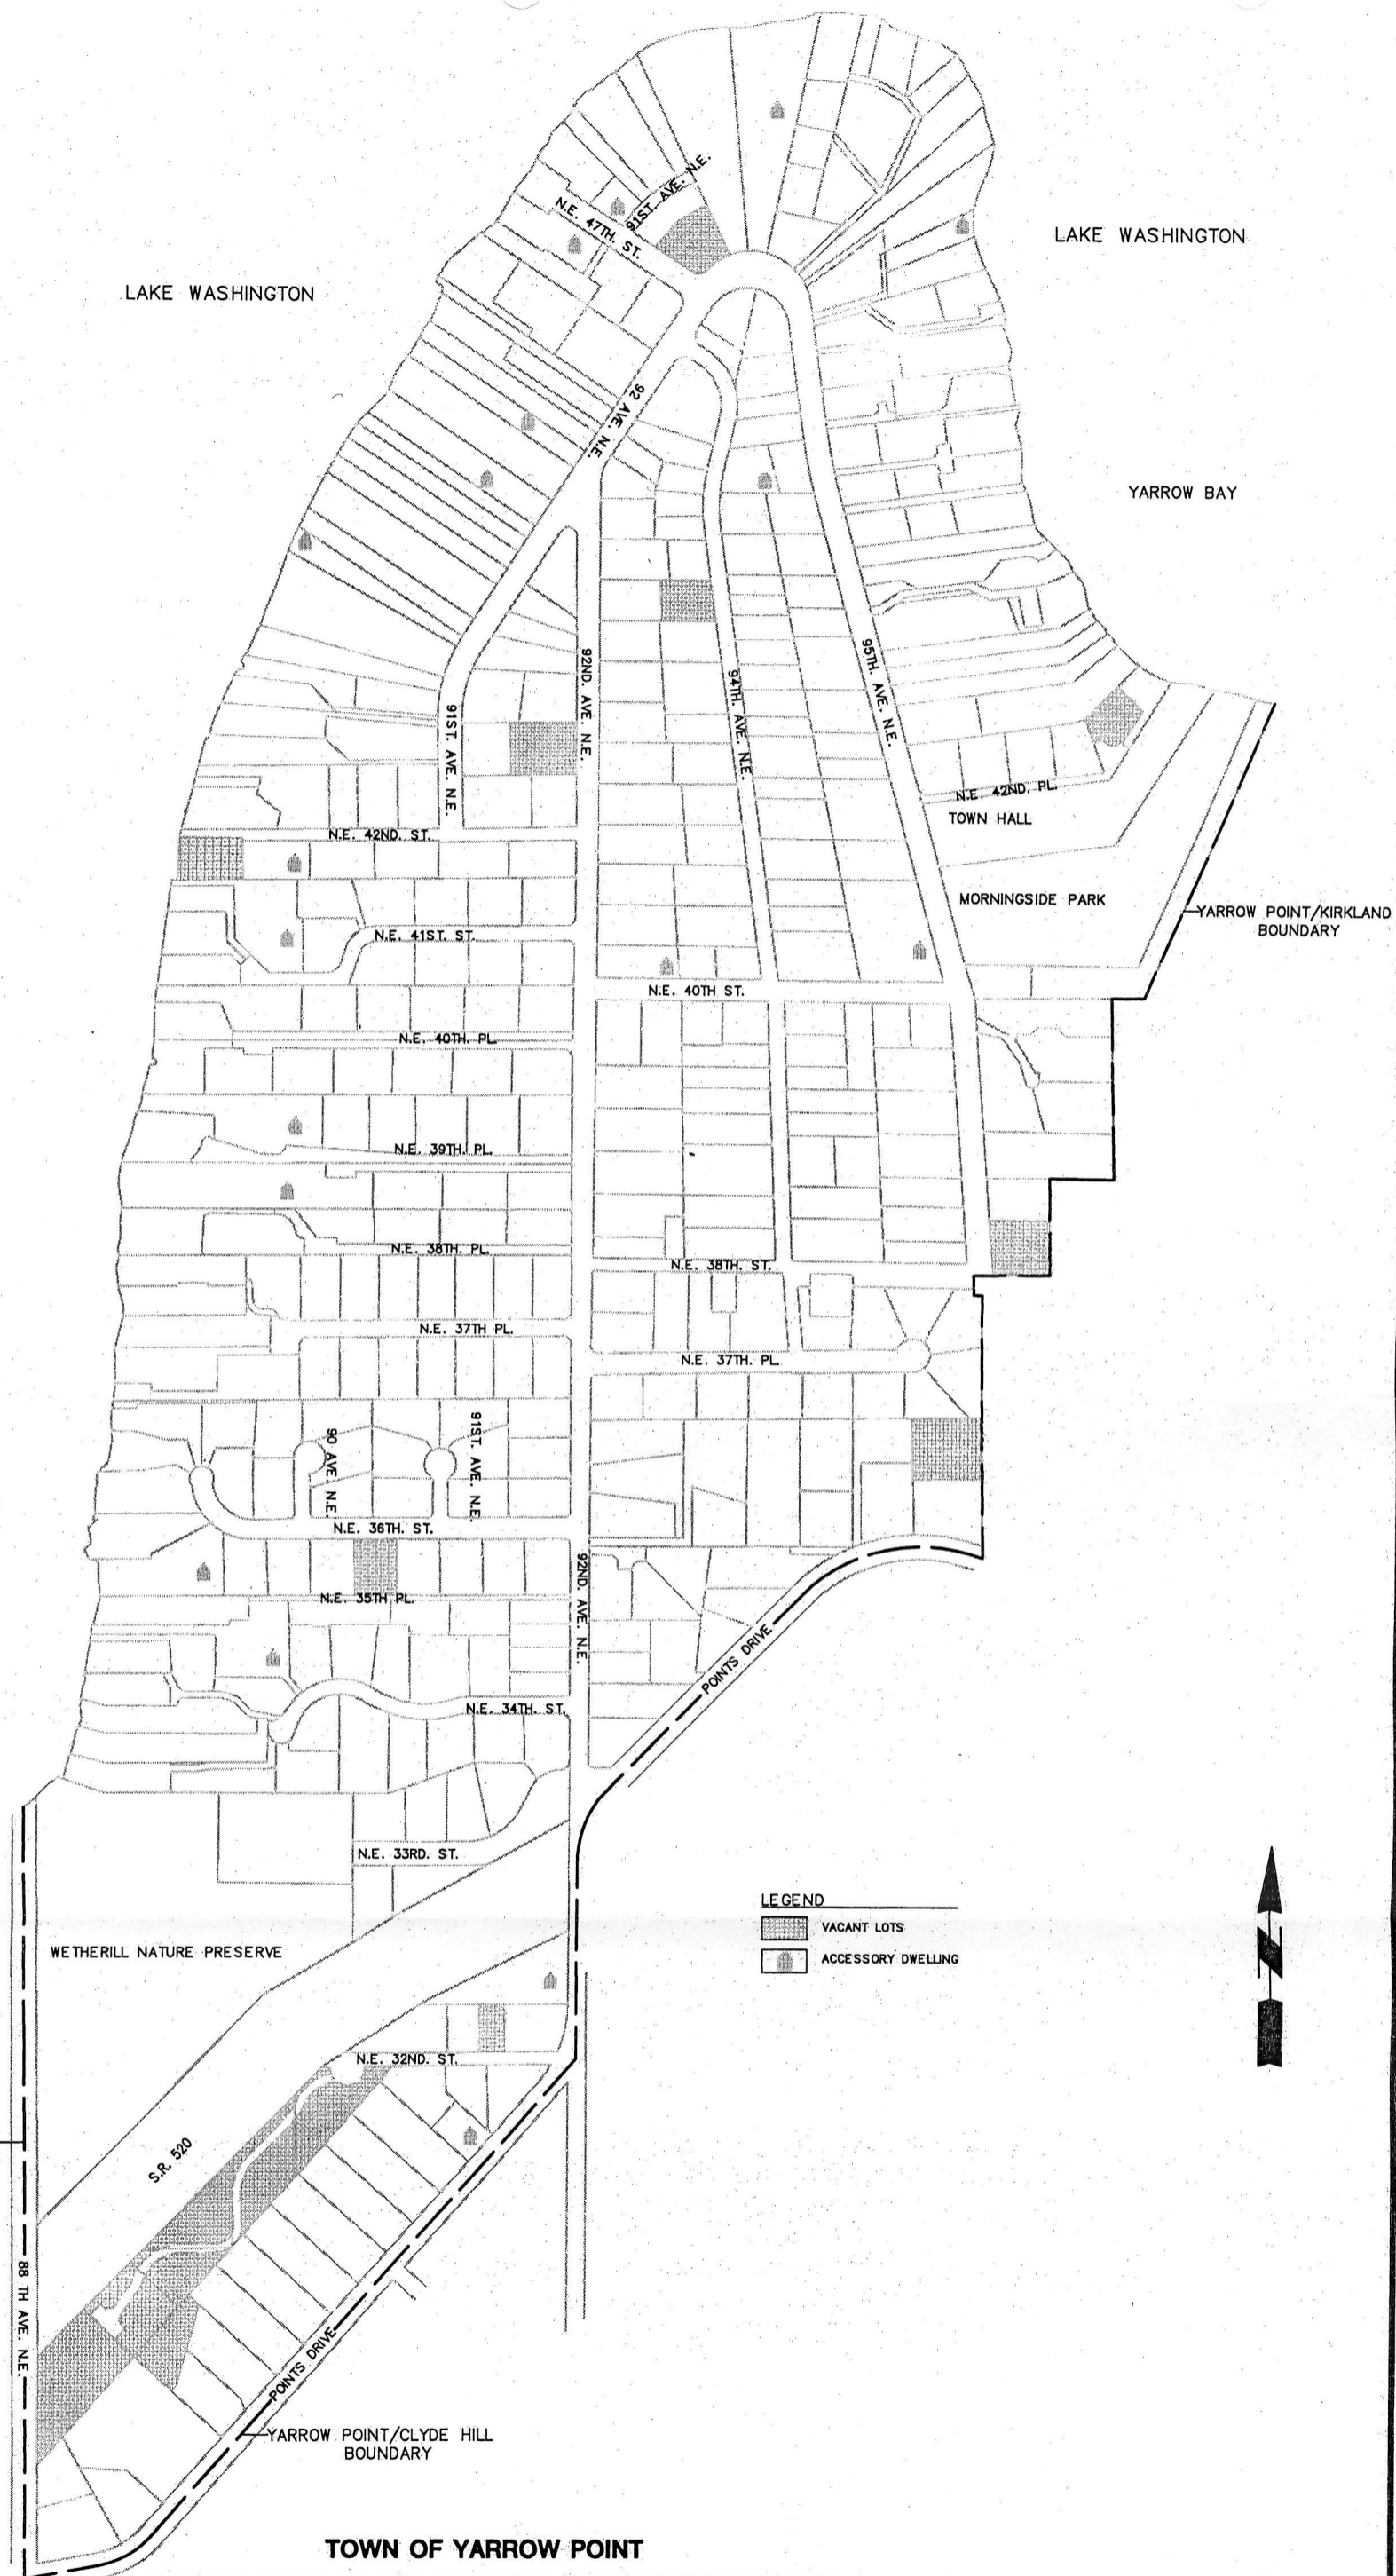 91ST. AVE. N.E.
N.E. 47TH. ST.
LAKE WASHINGTON
LAKE WASHINGTON
92 AVE. N.E.
YARROW BAY
92ND. AVE. N.E.
94TH. AVE. N.E.
95TH. AVE. N.E.
91ST. AVE. N.E.
N.E. 42ND. PL.
TOWN HALL
N.E. 42ND. ST.
MORNINGSIDE PARK
YARROW POINT/KIRKLAND
BOUNDARY
N.E. 41ST. ST.
N.E. 40TH ST.
N.E. 40TH. PL.
N.E. 39TH. PL.
N.E. 38TH. PL.
N.E. 38TH. ST.
N.E. 37TH PL.
N.E. 37TH. PL.
90 AVE. N.E.
91ST. AVE. N.E.
N.E. 36TH. ST.
92ND. AVE. N.E.
N.E. 35TH PL.
POINTS DRIVE
N.E. 34TH. ST.
N.E. 33RD. ST.
LEGEND
VACANT LOTS
ACCESSORY DWELLING
WETHERILL NATURE PRESERVE
N
N.E. 32ND. ST.
S.R. 520
88 TH AVE. N.E.
POINTS DRIVE
YARROW POINT/CLYDE HILL
BOUNDARY
TOWN OF YARROW POINT